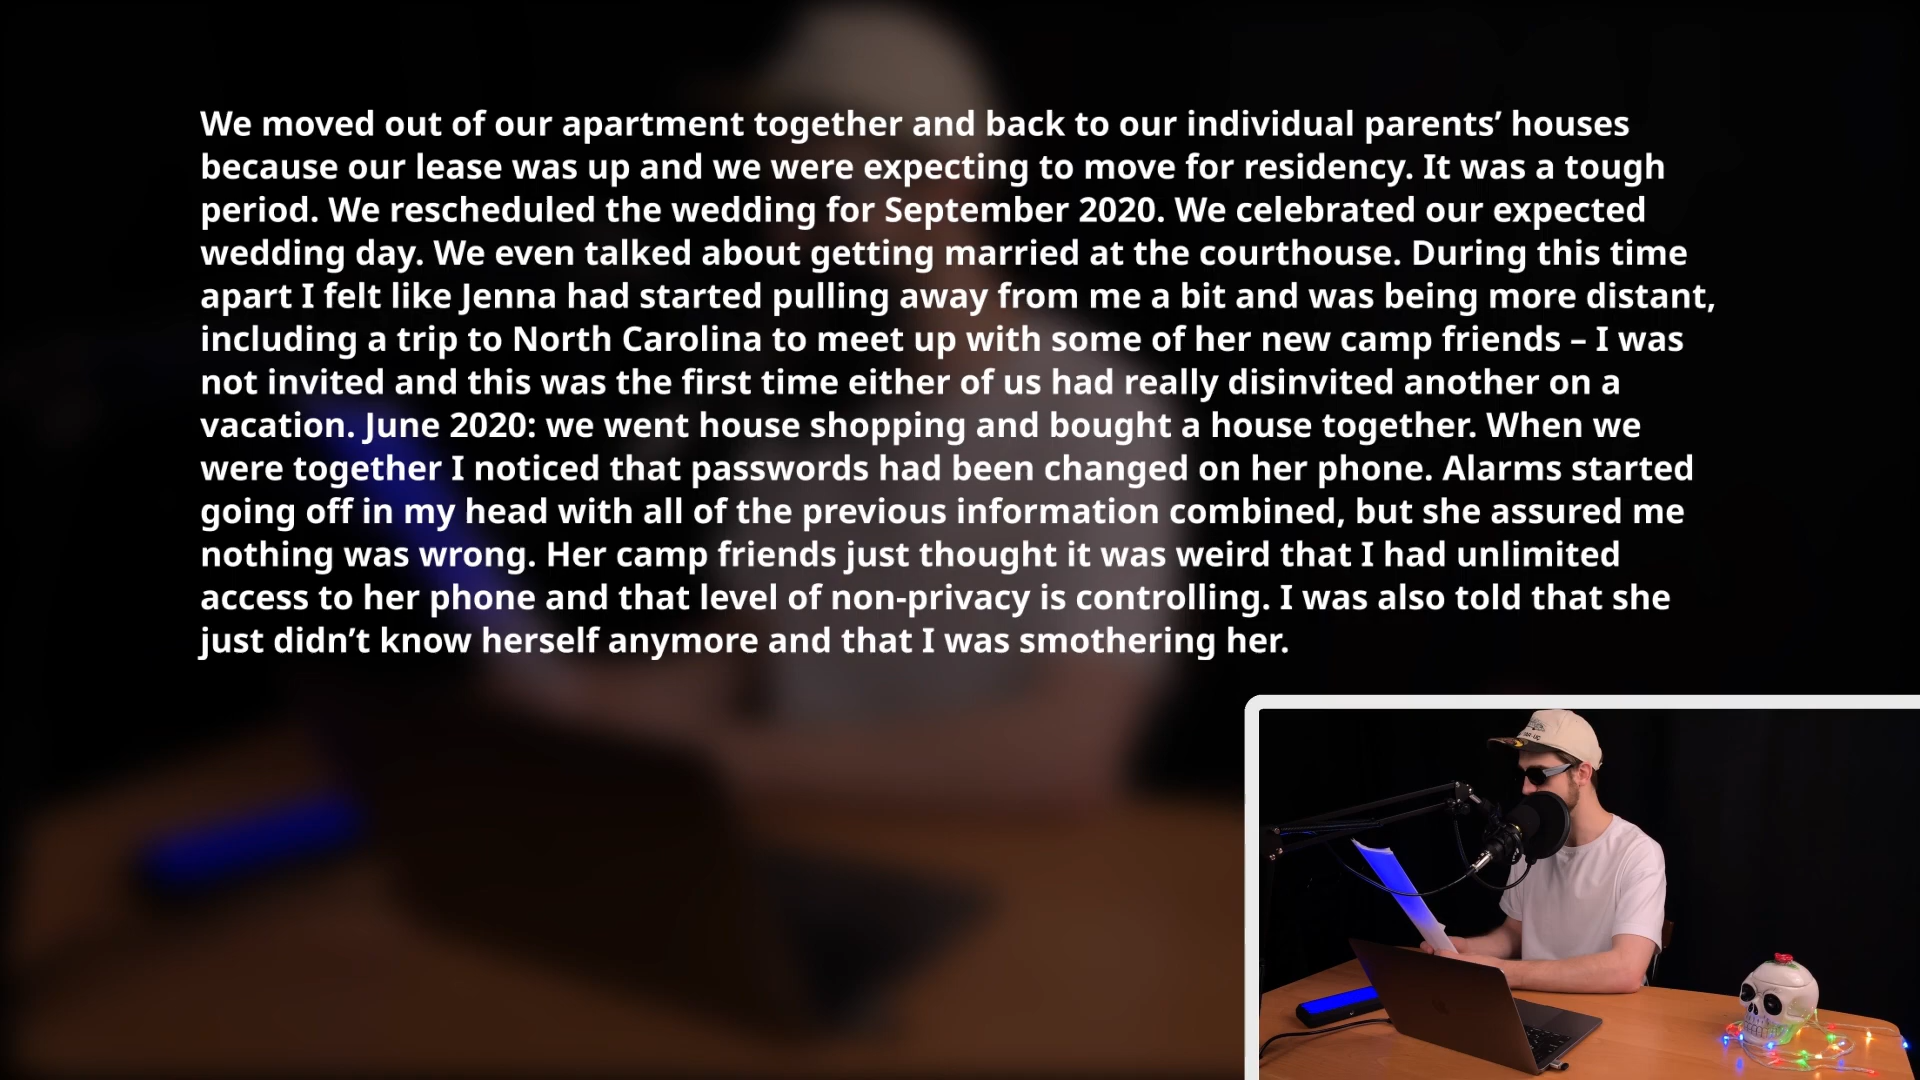 We moved out of our apartment together and back to our individual parents’ houses
because our lease was up and we were expecting to move for residency. It was a tough
period. We rescheduled the wedding for September 2020. We celebrated our expected
wedding day. We even talked about getting married at the courthouse. During this time
apart I felt like Jenna had started pulling away from me a bit and was being more distant,
including a trip to North Carolina to meet up with some of her new camp friends – I was
not invited and this was the first time either of us had really disinvited another on a
vacation. June 2020: we went house shopping and bought a house together. When we
were together I noticed that passwords had been changed on her phone. Alarms started
going off in my head with all of the previous information combined, but she assured me
nothing was wrong. Her camp friends just thought it was weird that I had unlimited
access to her phone and that level of non-privacy is controlling. I was also told that she
just didn’t know herself anymore and that I was smothering her.